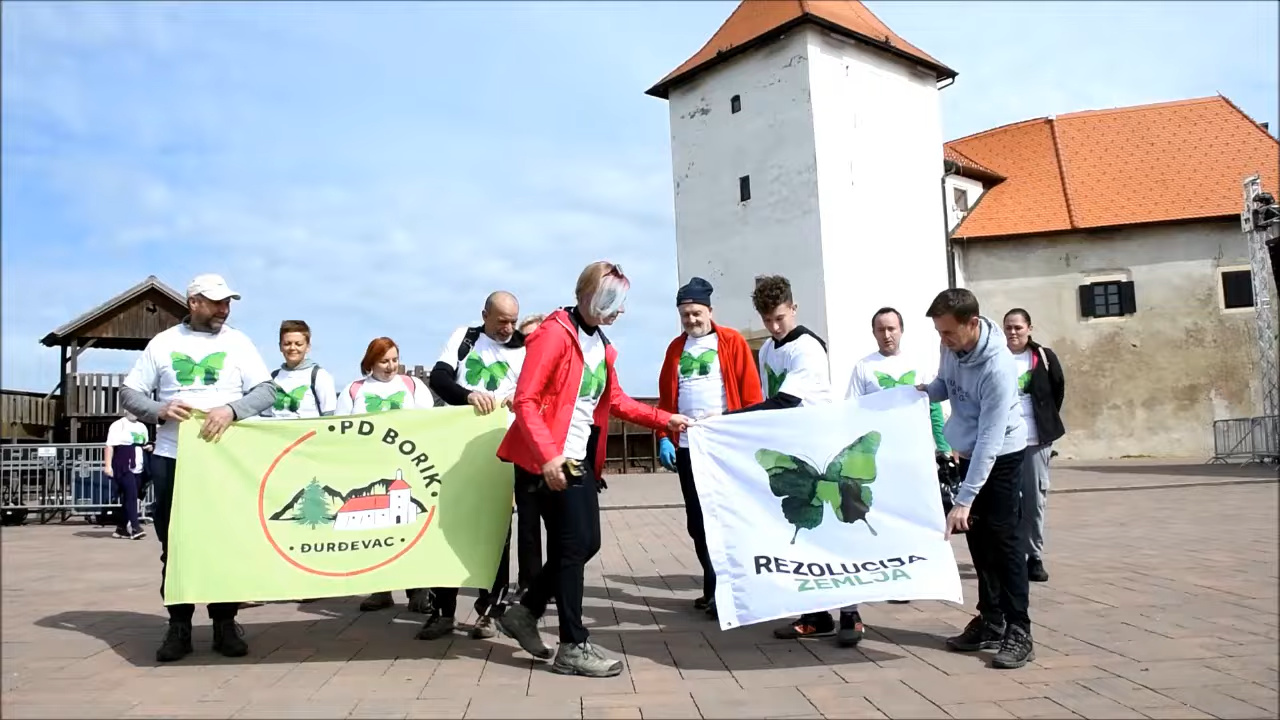 • PD BORIK •
• ĐURĐEVAC •
REZOLUCIJA
ZEMLJA